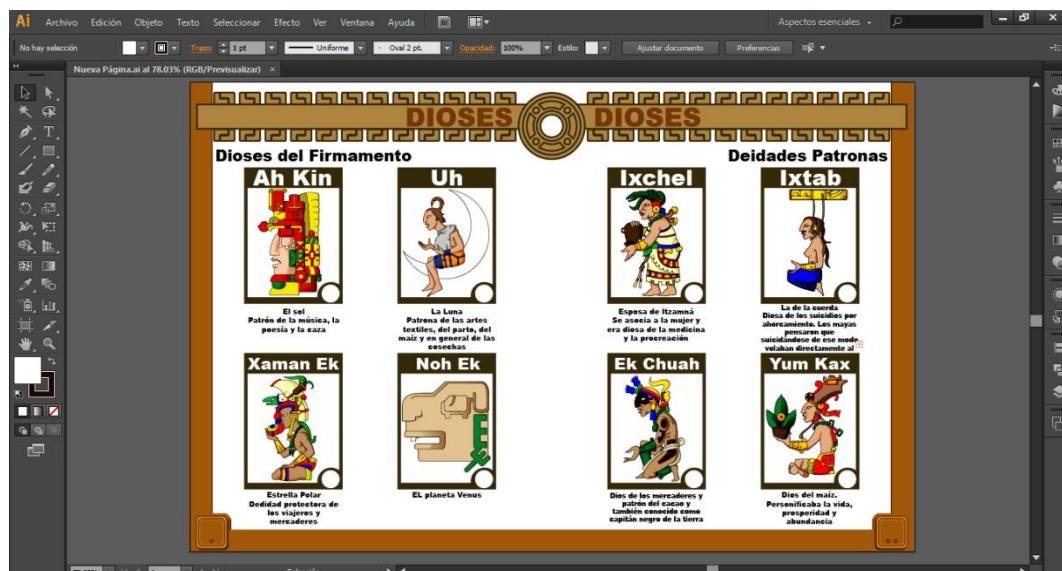 Ai Archivo Edición Objeto Texto Seleccionar Efecto Ver Ventana Ayuda Br Aspectos esenciales
No hay selección Trazo: 1 pt Uniforme Oval 2 pt. Opacidad: 100% Estilo: Ajustar documento Preferencias
Nueva Página.ai al 78.03% (RGB/Previsualizar) ×
DIOSES DIOSES
Dioses del Firmamento
Deidades Patronas
Ah Kin
El sol
Patrón de la música, la
poesía y la caza
Uh
La Luna
Patrona de las artes
textiles, del parto, del
maíz y en general de las
cosechas
Ixchel
Esposa de Itzamná
Se asocia a la mujer y
era diosa de la medicina
y la procreación
Ixtab
La de la cuerda
Diosa de los suicidios por
ahorcamiento. Los mayas
pensaron que
suicidándose de ese modo
volaban directamente al
Xaman Ek
Estrella Polar
Dedidad protectora de
los viajeros y
mercaderes
Noh Ek
EL planeta Venus
Ek Chuah
Dios de los mercaderes y
patrón del cacao y
también conocido como
capitán negro de la tierra
Yum Kax
Dios del maíz.
Personificaba la vida,
prosperidad y
abundancia